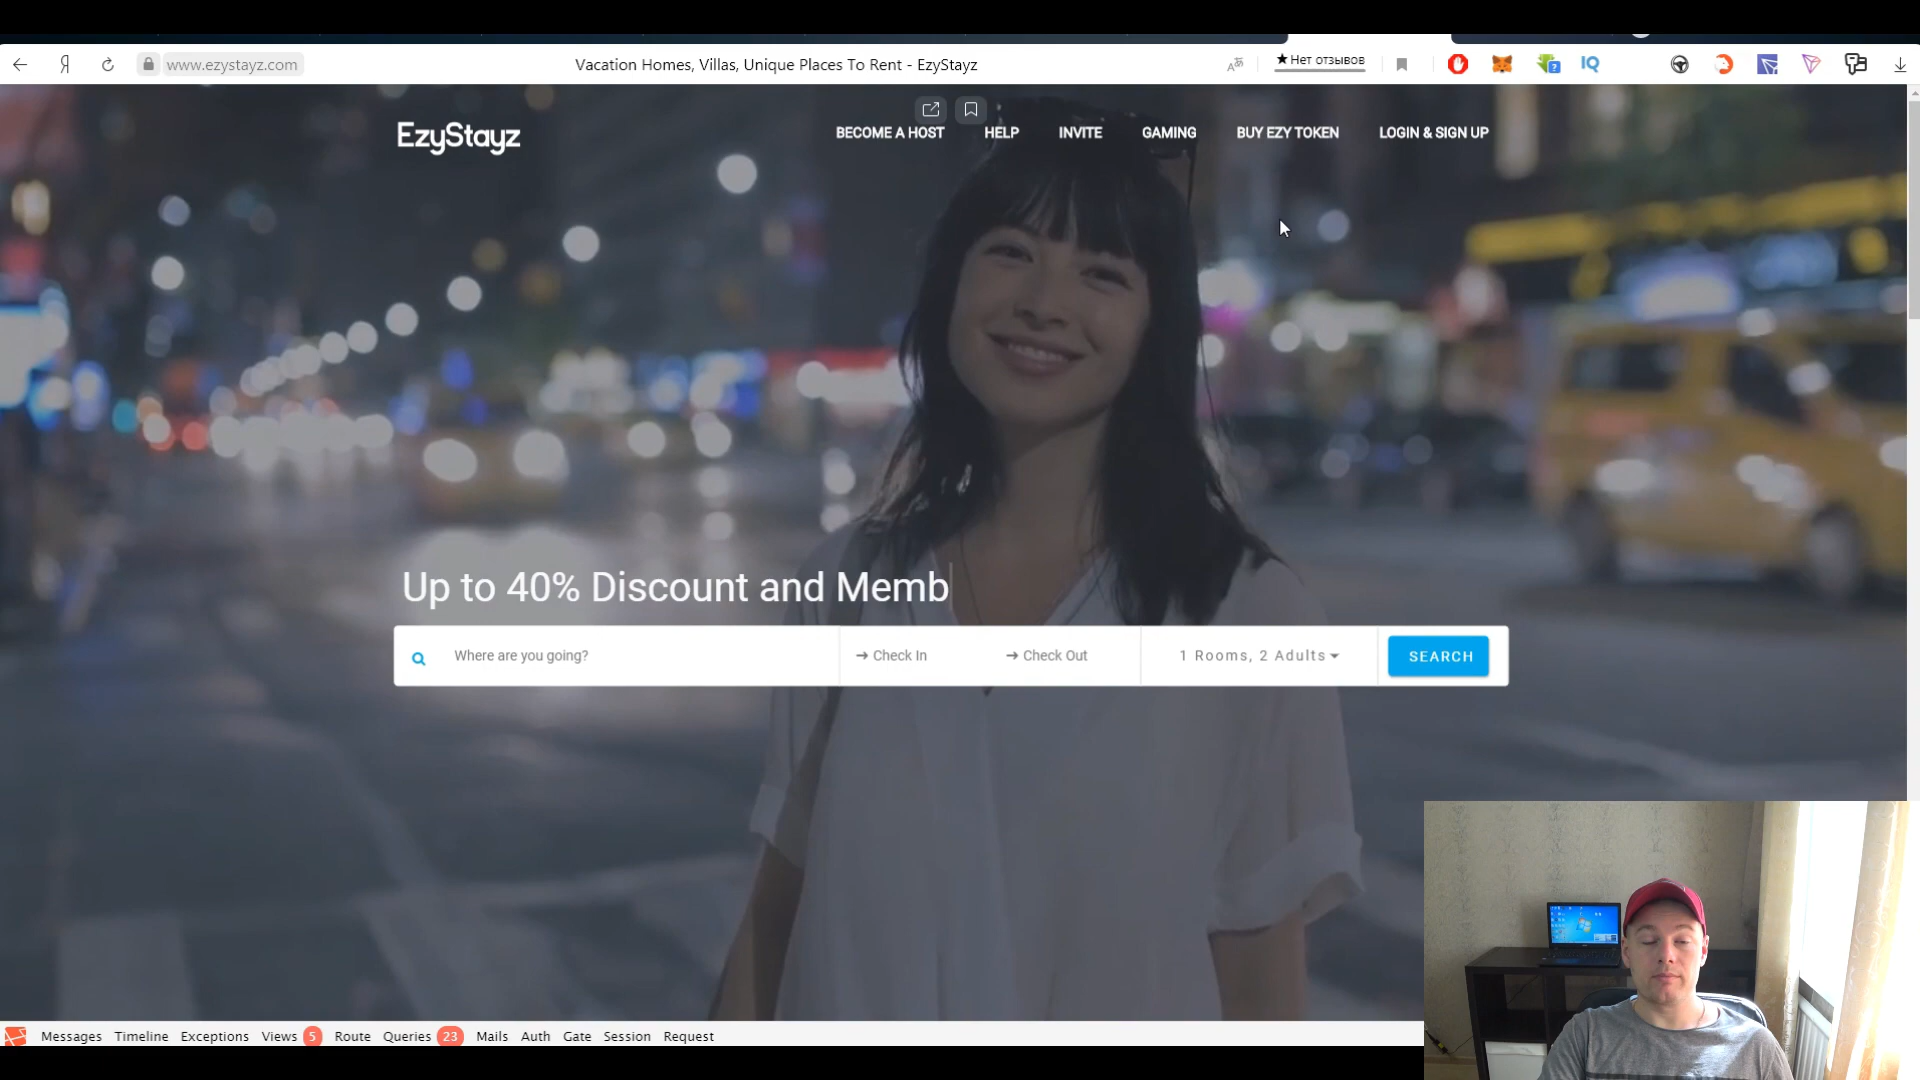 www.ezystayz.com
Vacation Homes, Villas, Unique Places To Rent - EzyStayz
★ Нет отзывов
IQ
EzyStayz
BECOME A HOST
HELP
INVITE
GAMING
BUY EZY TOKEN
LOGIN & SIGN UP
Up to 40% Discount and Memb
Where are you going?
→ Check In
→ Check Out
1 Rooms, 2 Adults
SEARCH
Messages
Timeline
Exceptions
Views 5
Route
Queries 23
Mails
Auth
Gate
Session
Request